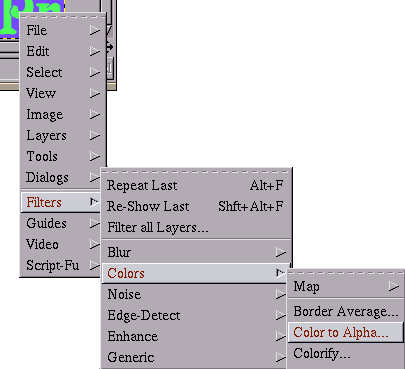 File
Edit
Select
View
Image
Layers
Tools
Dialogs
Filters
Guides
Video
Script-Fu
Repeat Last Alt+F
Re-Show Last Shft+Alt+F
Filter all Layers...
Blur
Colors
Noise
Edge-Detect
Enhance
Generic
Map
Border Average...
Color to Alpha...
Colorify...